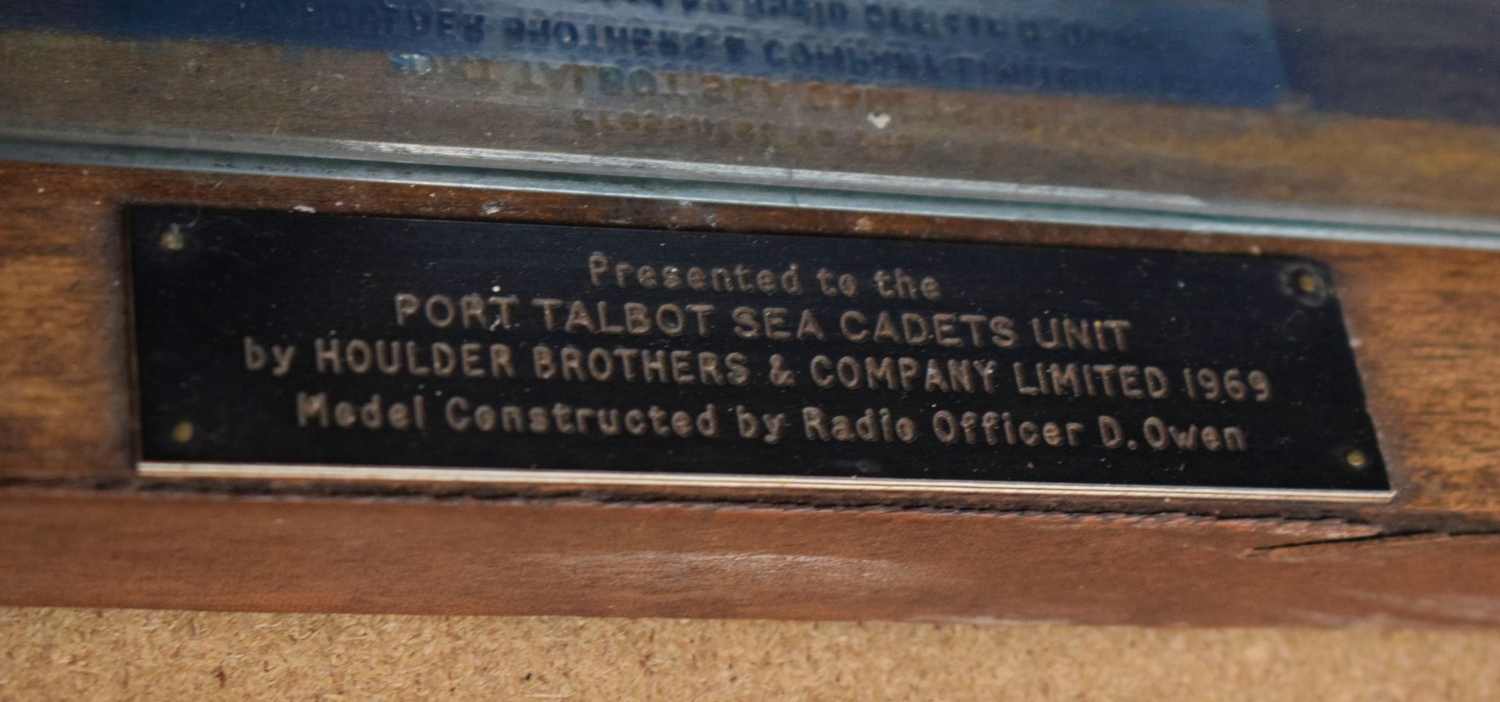 Presented to the
PORT TALBOT SEA CADETS UNIT
by HOULDER BROTHERS & COMPANY LIMITED 1969
Model Constructed by Radio Officer D. Owen